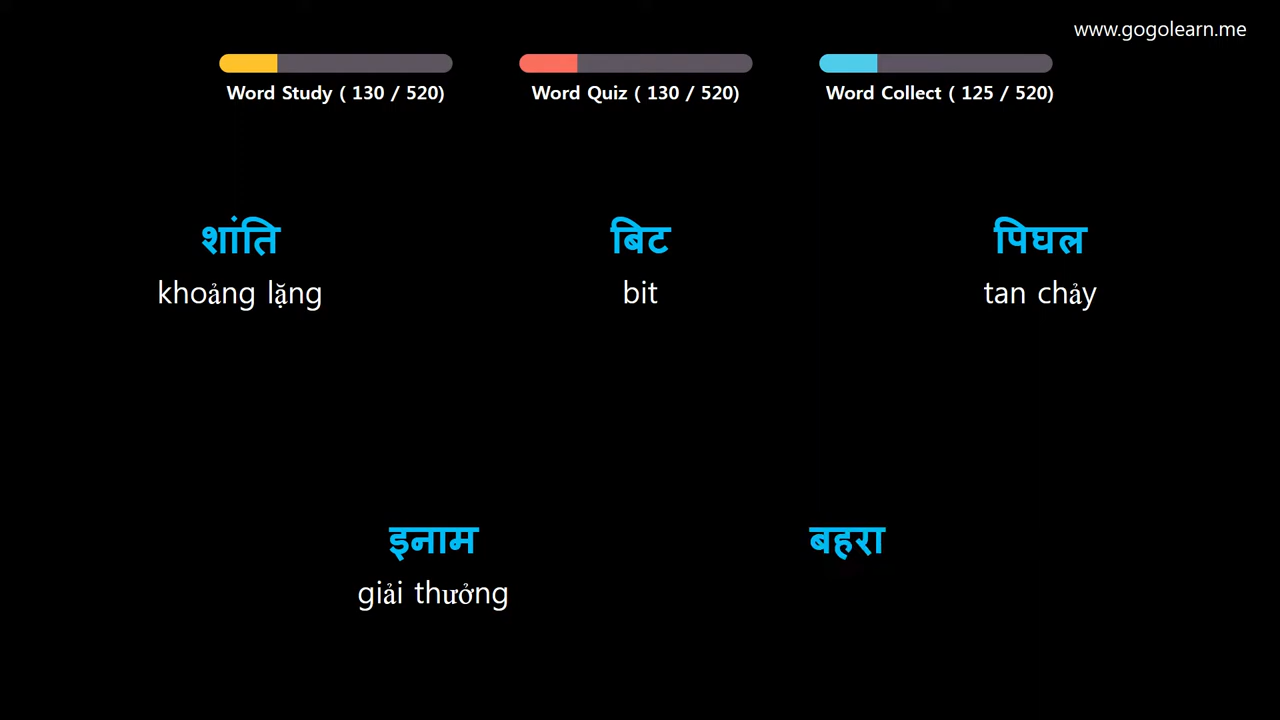 www.gogolearn.me
Word Study ( 130 / 520)
Word Quiz ( 130 / 520)
Word Collect ( 125 / 520)
शांति
khoảng lặng
बिट
bit
पिघल
tan chảy
इनाम
giải thưởng
बहरा